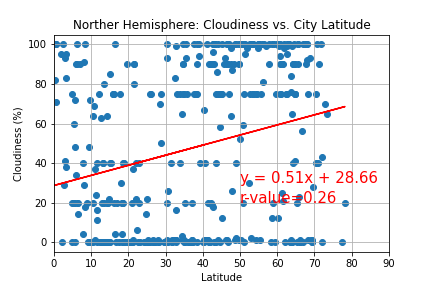 Norther Hemisphere: Cloudiness vs. City Latitude
100
80
60
40
20
0
Cloudiness (%)
y = 0.51x + 28.66
r-value=0.26
0 10 20 30 40 50 60 70 80 90
Latitude